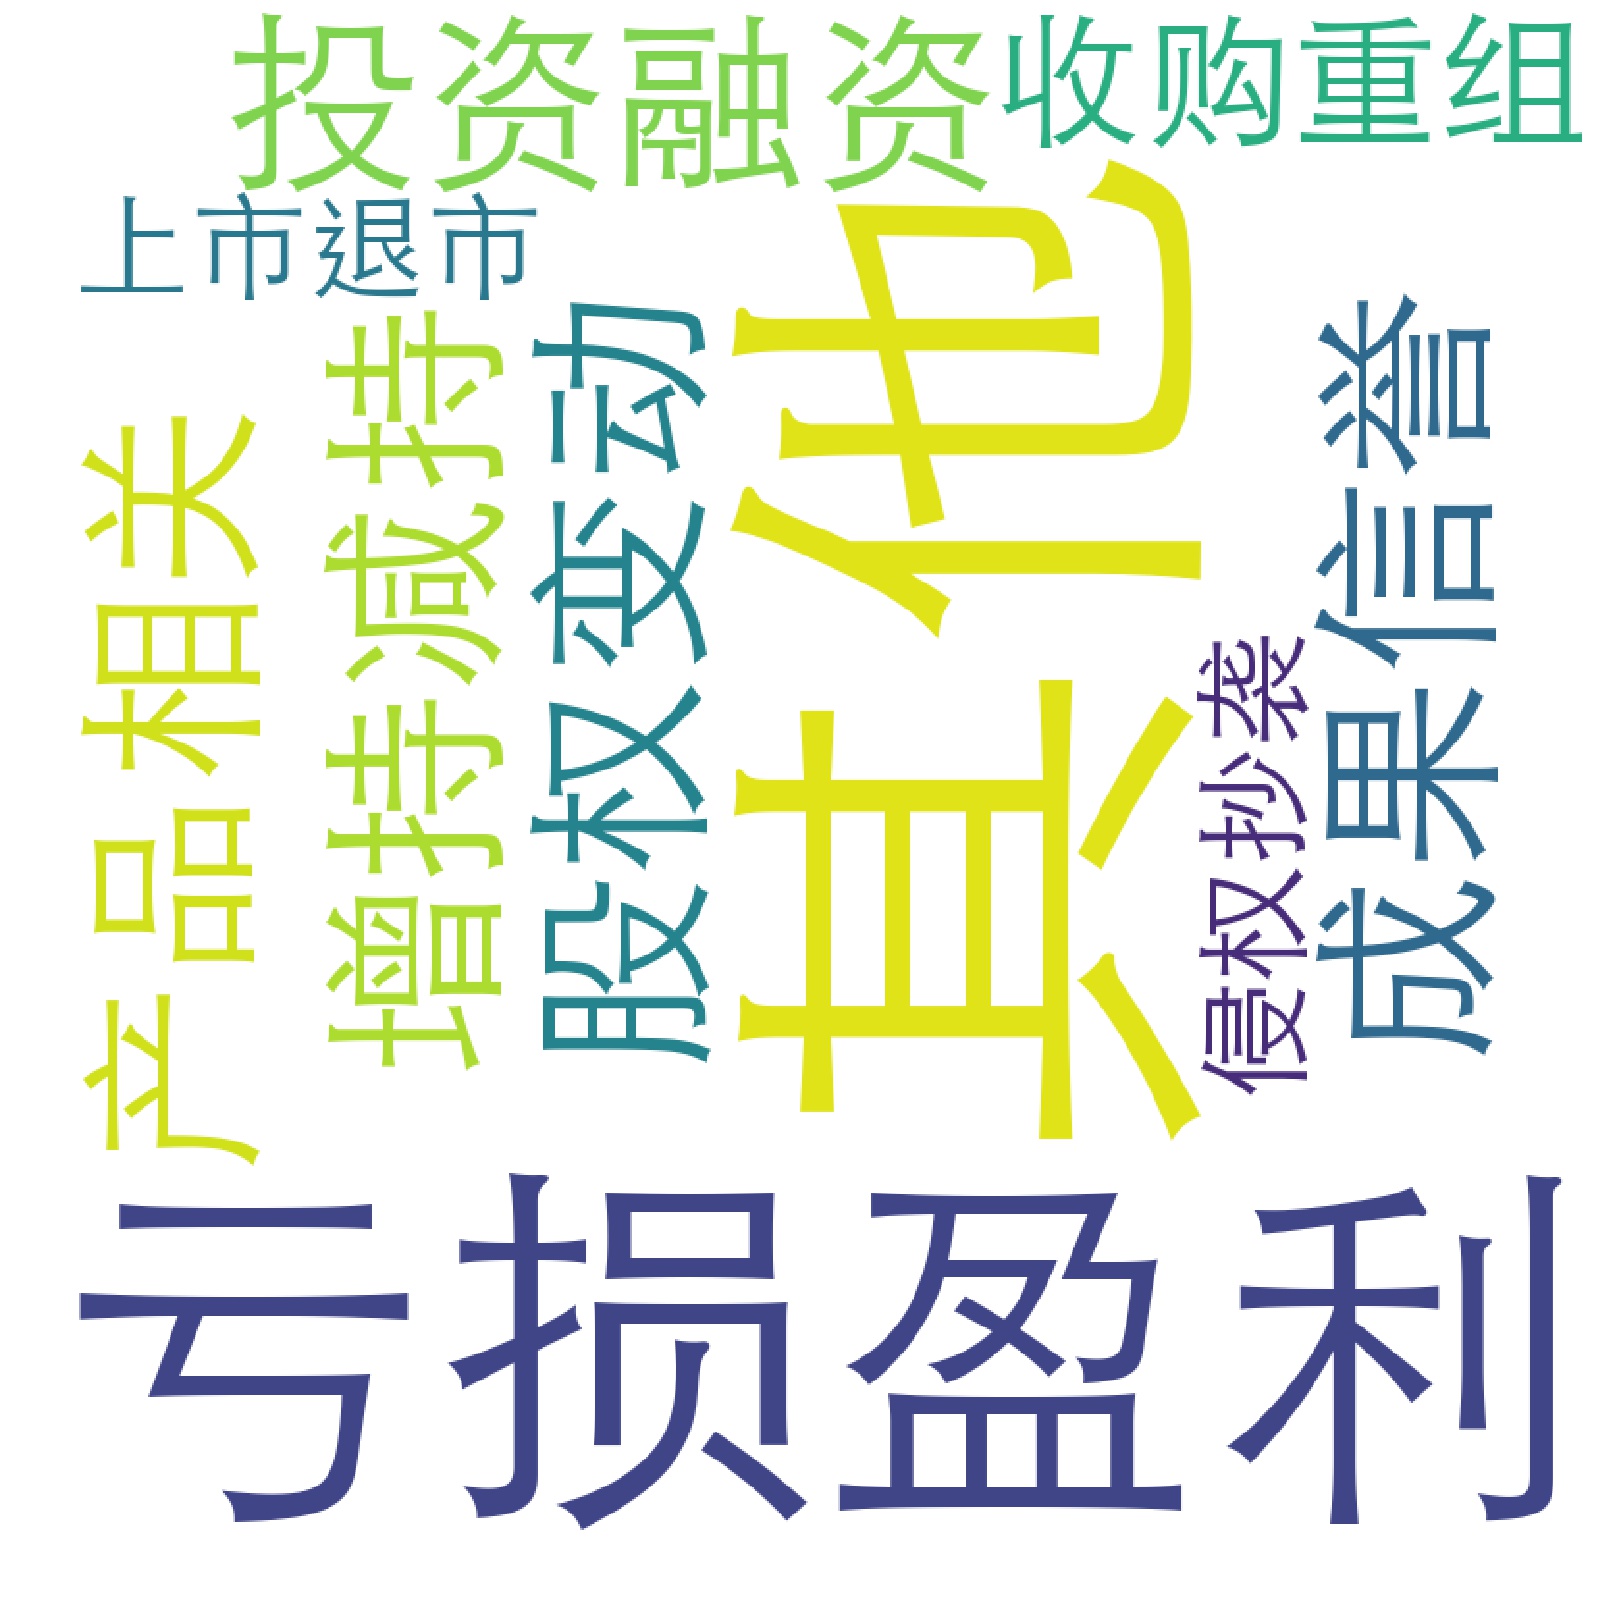 投资融资
收购重组
上市退市
产品相关
增持减持
股权变动
其他
侵权抄袭
成果信誉
亏损盈利